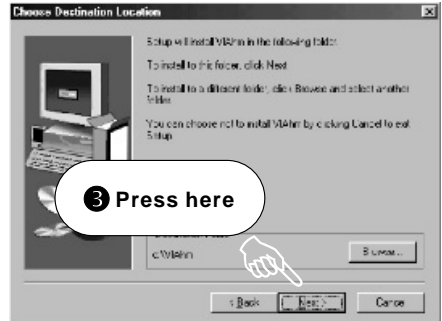 Choose Destination Location
Setup will install VIAhm in the following folder.
To install to this folder, click Next.
To install to a different folder, click Browse and select another
folder.
You can choose not to install VIAhm by clicking Cancel to exit
Setup.
❸ Press here
c:\VIAhm
Browse...
< Back
Next >
Cancel